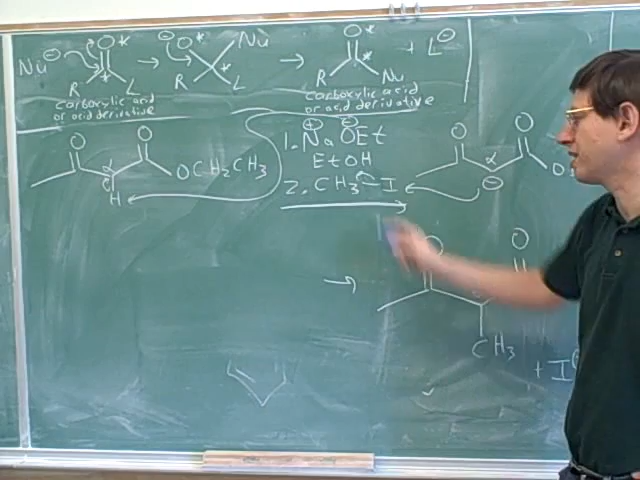 Nu⊖ O* * R L → ⊖O* Nu * R L → O* * R Nu + L⊖
carboxylic acid
or acid derivative
carboxylic acid
or acid derivative
O α O OCH2CH3 H
1. Na⊕ ⊖OEt
EtOH
2. CH3-I
O α O ⊖ O
→ O O
CH3
+ I